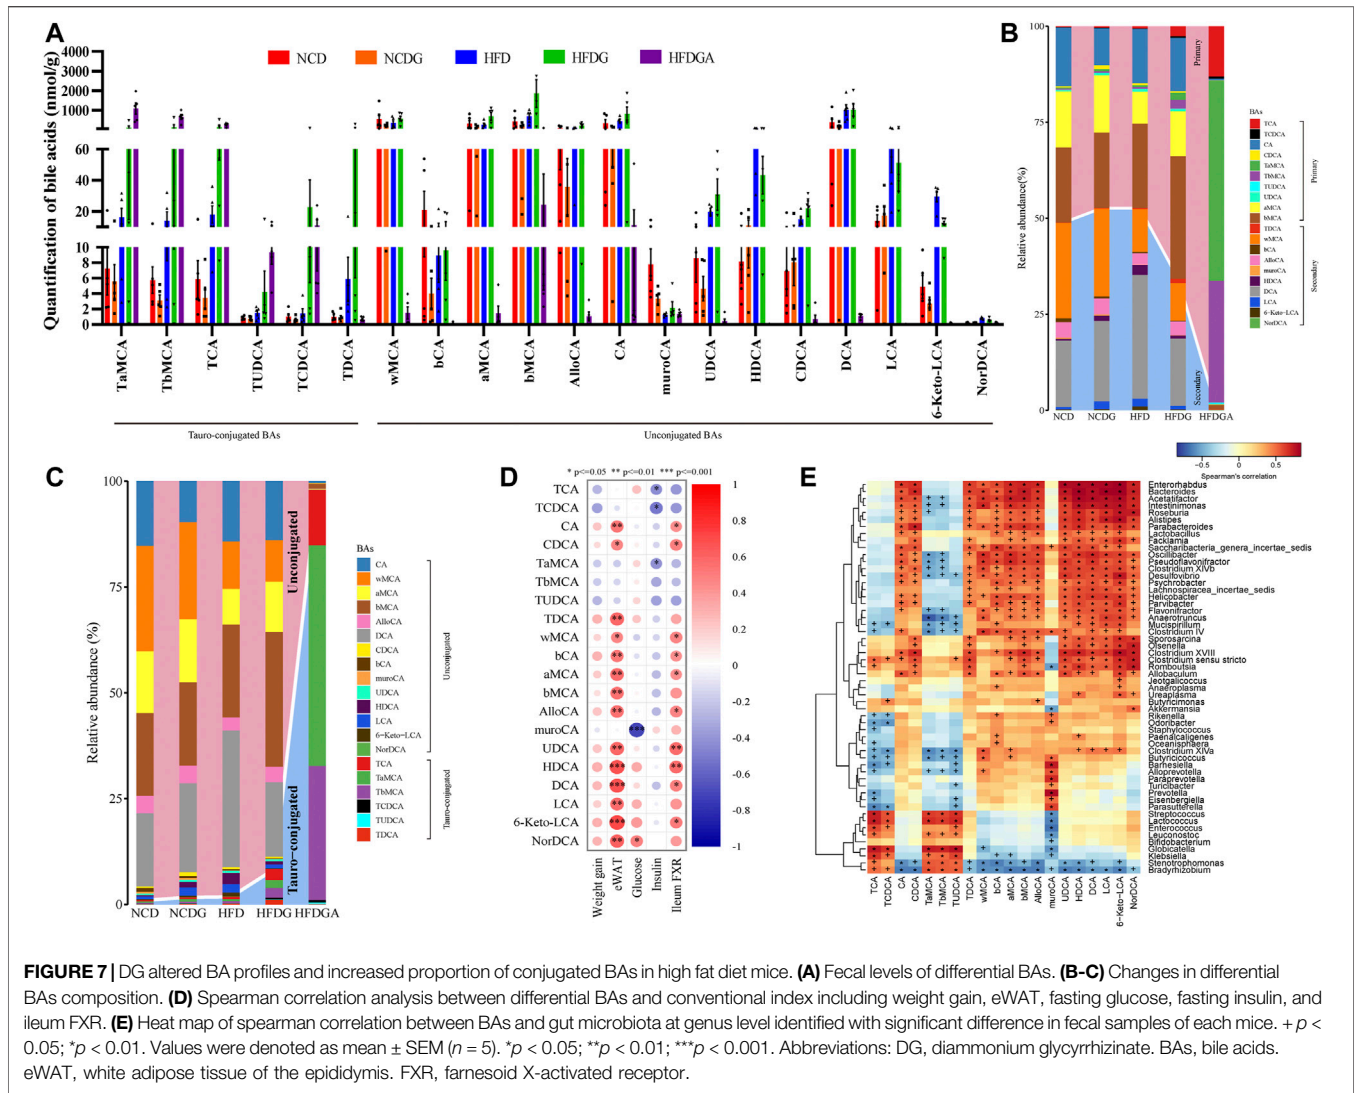 A
Quantification of bile acids (nmol/g)
4000
3000
2000
1000
60
40
20
10
8
6
4
2
0
NCD
NCDG
HFD
HFDG
HFDGA
TaMCA
TbMCA
TCA
TUDCA
TCDCA
TDCA
wMCA
bCA
aMCA
bMCA
AlloCA
CA
muroCA
UDCA
HDCA
CDCA
DCA
LCA
6-Keto-LCA
NorDCA
Tauro-conjugated BAs
Unconjugated BAs
B
Relative abundance(%)
100
75
50
25
0
Primary
Secondary
NCD
NCDG
HFD
HFDG
HFDGA
BAs
TCA
TCDCA
CA
CDCA
TaMCA
TbMCA
TUDCA
UDCA
aMCA
bMCA
TDCA
wMCA
bCA
AlloCA
muroCA
HDCA
DCA
LCA
6-Keto-LCA
NorDCA
Primary
Secondary
C
Relative abundance (%)
100
75
50
25
0
Unconjugated
Tauro-conjugated
NCD
NCDG
HFD
HFDG
HFDGA
BAs
CA
wMCA
aMCA
bMCA
AlloCA
DCA
CDCA
bCA
muroCA
UDCA
HDCA
LCA
6-Keto-LCA
NorDCA
TCA
TaMCA
TbMCA
TCDCA
TUDCA
TDCA
Unconjugated
Tauro-conjugated
D
* p<=0.05 ** p<=0.01 *** p<=0.001
TCA *
TCDCA *
CA ** *
CDCA * *
TaMCA *
TbMCA
TUDCA
TDCA **
wMCA * *
bCA ** *
aMCA ** *
bMCA **
AlloCA ** *
muroCA ***
UDCA ** **
HDCA *** **
DCA *** *
LCA **
6-Keto-LCA *** *
NorDCA ** *
Weight gain
eWAT
Glucose
Insulin
Ileum FXR
1
0.8
0.6
0.4
0.2
0
-0.2
-0.4
-0.6
-0.8
-1
E
−0.5 0 0.5
Spearman's correlation
Enterorhabdus
Bacteroides
Acetatifactor
Intestinimonas
Roseburia
Alistipes
Parabacteroides
Lactobacillus
Facklamia
Saccharibacteria_genera_incertae_sedis
Oscillibacter
Pseudoflavonifractor
Clostridium XIVb
Desulfovibrio
Psychrobacter
Lachnospiracea_incertae_sedis
Helicobacter
Parvibacter
Flavonifractor
Anaerotruncus
Mucispirillum
Clostridium IV
Sporosarcina
Olsenella
Clostridium XVIII
Clostridium sensu stricto
Romboutsia
Allobaculum
Jeotgalicoccus
Anaeroplasma
Ureaplasma
Butyricimonas
Akkermansia
Rikenella
Odoribacter
Staphylococcus
Paenalcaligenes
Oceanisphaera
Clostridium XIVa
Butyricicoccus
Barnesiella
Alloprevotella
Paraprevotella
Turicibacter
Prevotella
Eisenbergiella
Parasutterella
Streptococcus
Lactococcus
Enterococcus
Leuconostoc
Bifidobacterium
Globicatella
Klebsiella
Stenotrophomonas
Bradyrhizobium
TCA
TCDCA
CA
CDCA
TaMCA
TbMCA
TUDCA
TDCA
wMCA
bCA
aMCA
bMCA
AlloCA
muroCA
UDCA
HDCA
DCA
LCA
6-Keto-LCA
NorDCA
FIGURE 7 | DG altered BA profiles and increased proportion of conjugated BAs in high fat diet mice. (A) Fecal levels of differential BAs. (B-C) Changes in differential
BAs composition. (D) Spearman correlation analysis between differential BAs and conventional index including weight gain, eWAT, fasting glucose, fasting insulin, and
ileum FXR. (E) Heat map of spearman correlation between BAs and gut microbiota at genus level identified with significant difference in fecal samples of each mice. + p <
0.05; *p < 0.01. Values were denoted as mean ± SEM (n = 5). *p < 0.05; **p < 0.01; ***p < 0.001. Abbreviations: DG, diammonium glycyrrhizinate. BAs, bile acids.
eWAT, white adipose tissue of the epididymis. FXR, farnesoid X-activated receptor.